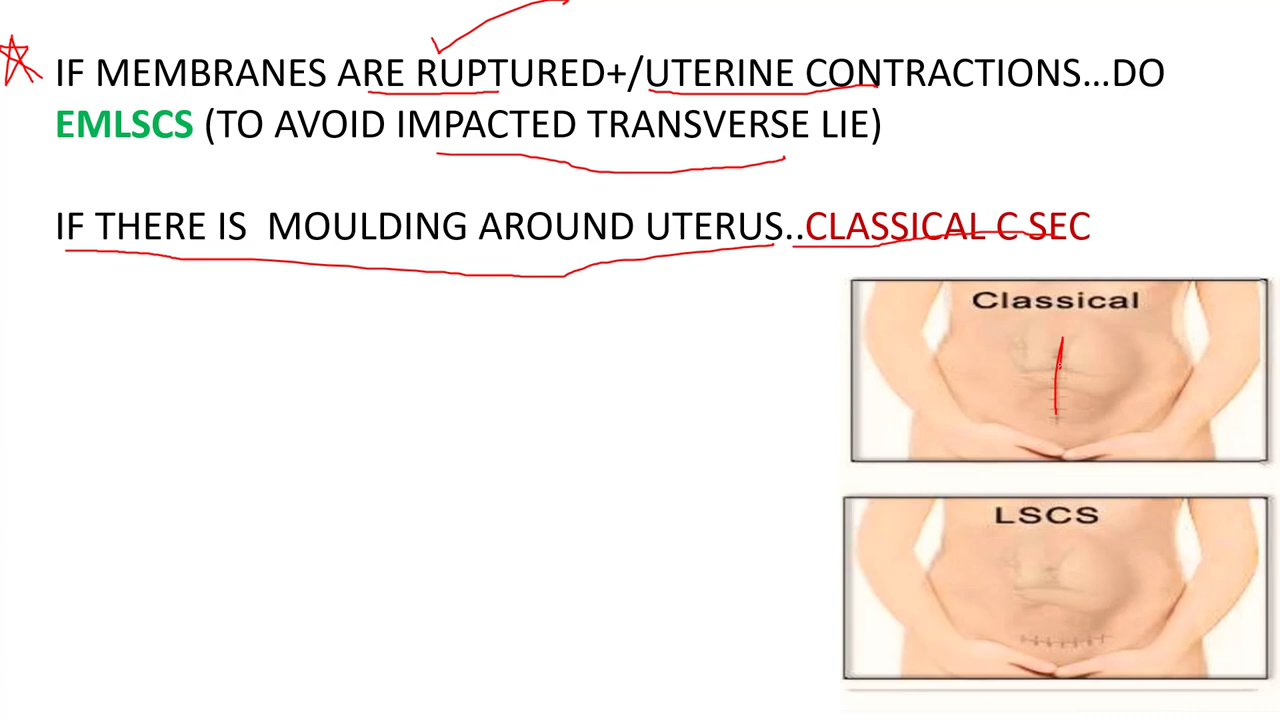 IF MEMBRANES ARE RUPTURED+/UTERINE CONTRACTIONS...DO
EMLSCS (TO AVOID IMPACTED TRANSVERSE LIE)
IF THERE IS MOULDING AROUND UTERUS..CLASSICAL C SEC
Classical
LSCS